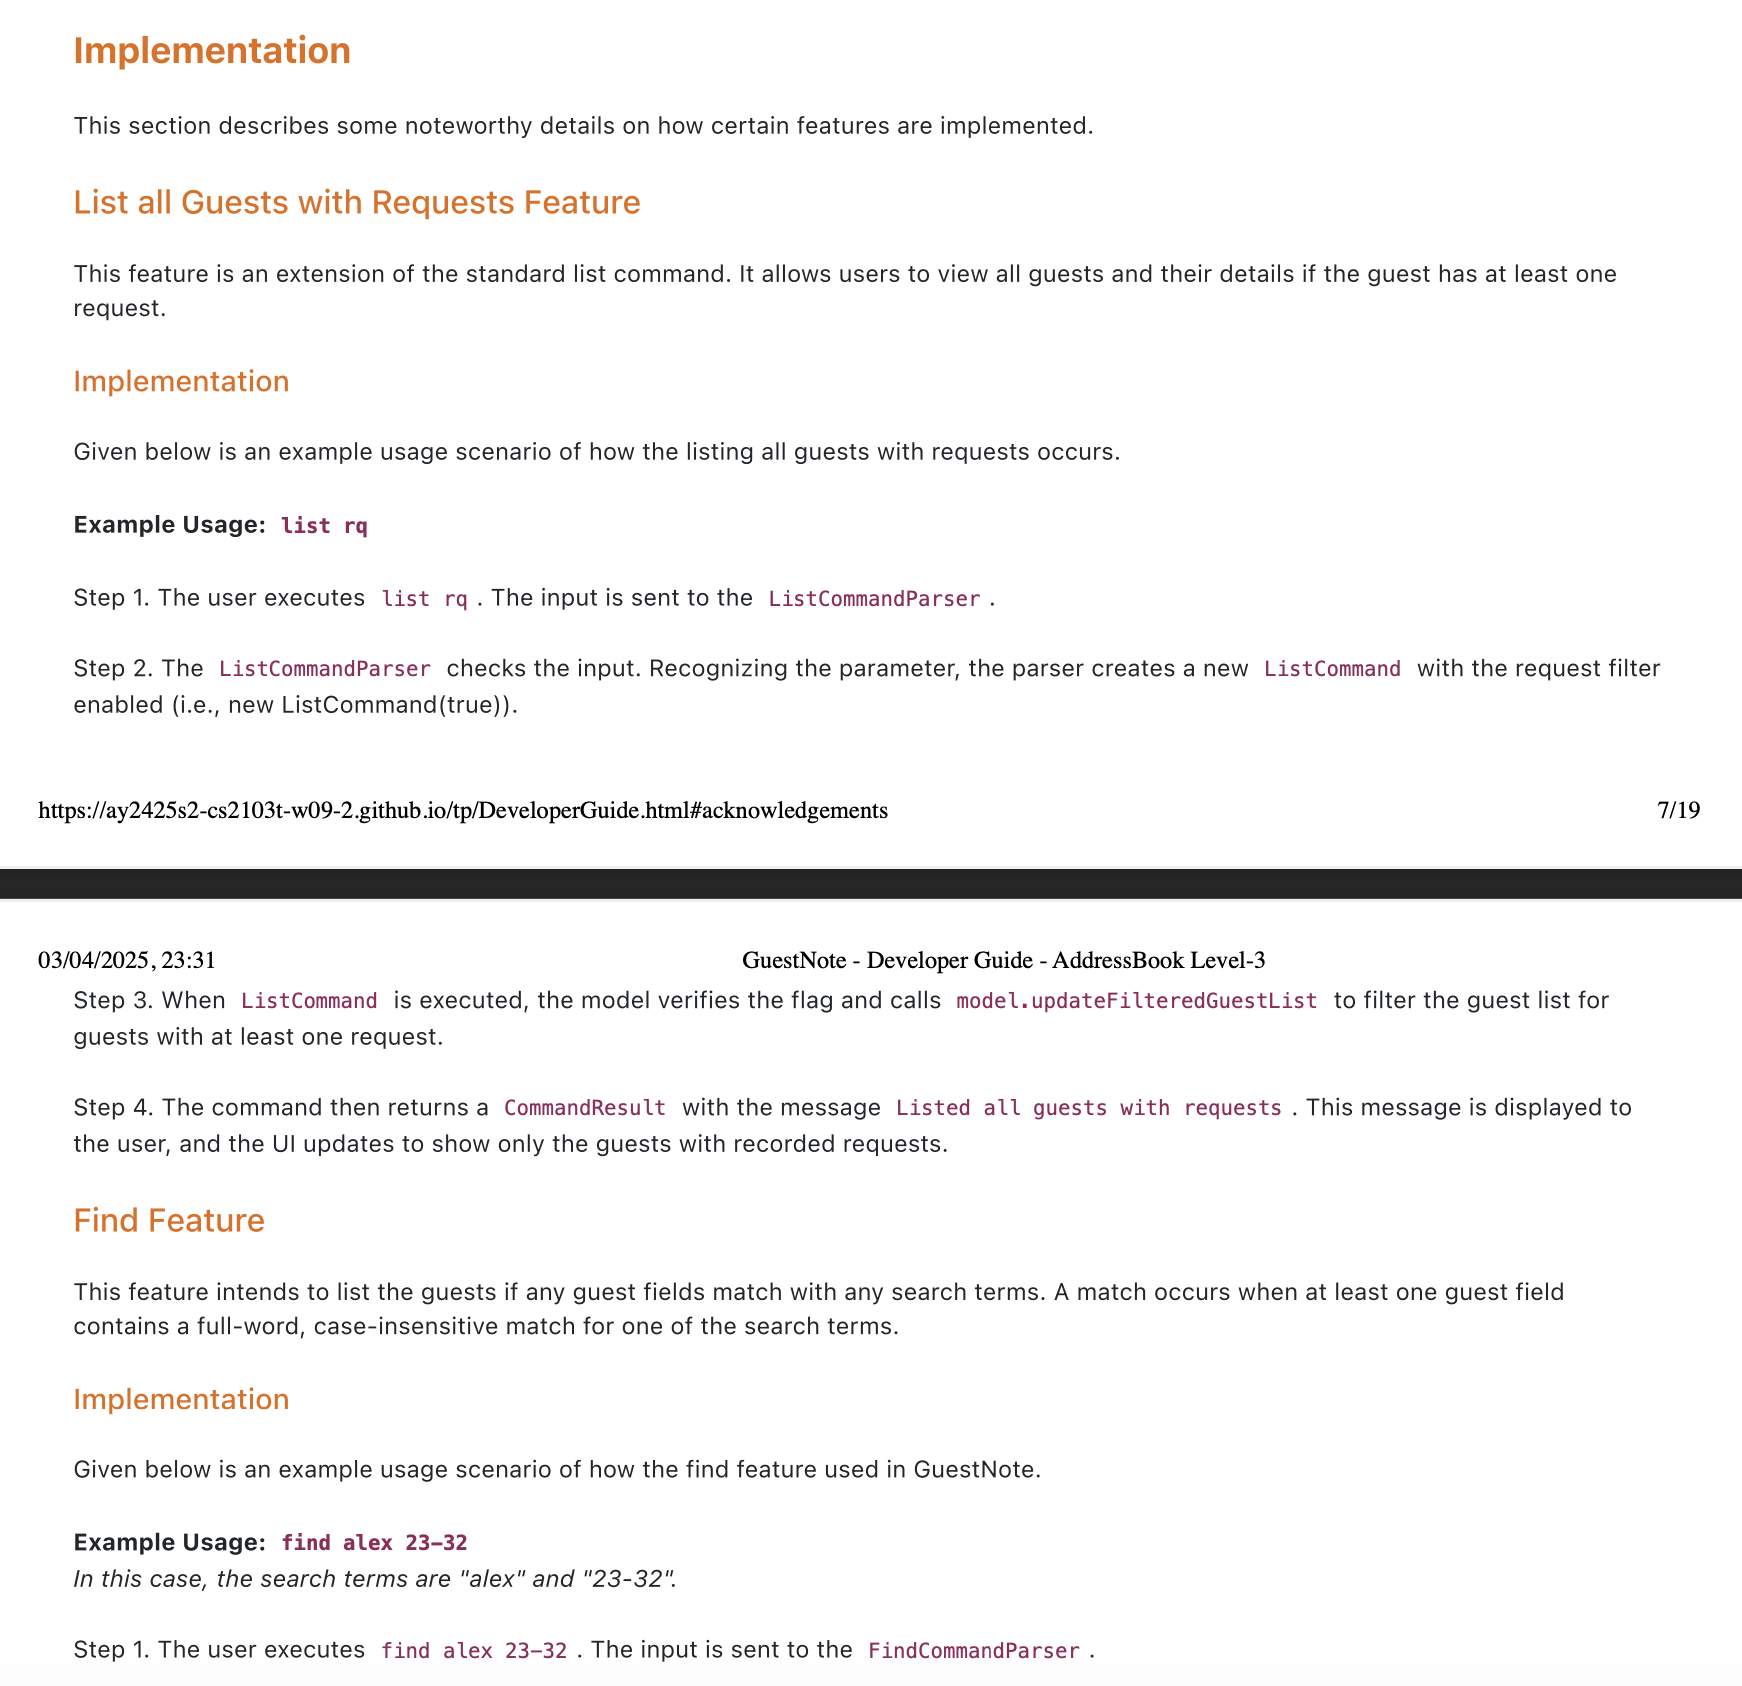 Implementation
This section describes some noteworthy details on how certain features are implemented.
List all Guests with Requests Feature
This feature is an extension of the standard list command. It allows users to view all guests and their details if the guest has at least one
request.
Implementation
Given below is an example usage scenario of how the listing all guests with requests occurs.
Example Usage: list rq
Step 1. The user executes list rq . The input is sent to the ListCommandParser .
Step 2. The ListCommandParser checks the input. Recognizing the parameter, the parser creates a new ListCommand with the request filter
enabled (i.e., new ListCommand(true)).
https://ay2425s2-cs2103t-w09-2.github.io/tp/DeveloperGuide.html#acknowledgements 7/19
03/04/2025, 23:31 GuestNote - Developer Guide - AddressBook Level-3
Step 3. When ListCommand is executed, the model verifies the flag and calls model.updateFilteredGuestList to filter the guest list for
guests with at least one request.
Step 4. The command then returns a CommandResult with the message Listed all guests with requests . This message is displayed to
the user, and the UI updates to show only the guests with recorded requests.
Find Feature
This feature intends to list the guests if any guest fields match with any search terms. A match occurs when at least one guest field
contains a full-word, case-insensitive match for one of the search terms.
Implementation
Given below is an example usage scenario of how the find feature used in GuestNote.
Example Usage: find alex 23-32
In this case, the search terms are "alex" and "23-32".
Step 1. The user executes find alex 23-32 . The input is sent to the FindCommandParser .